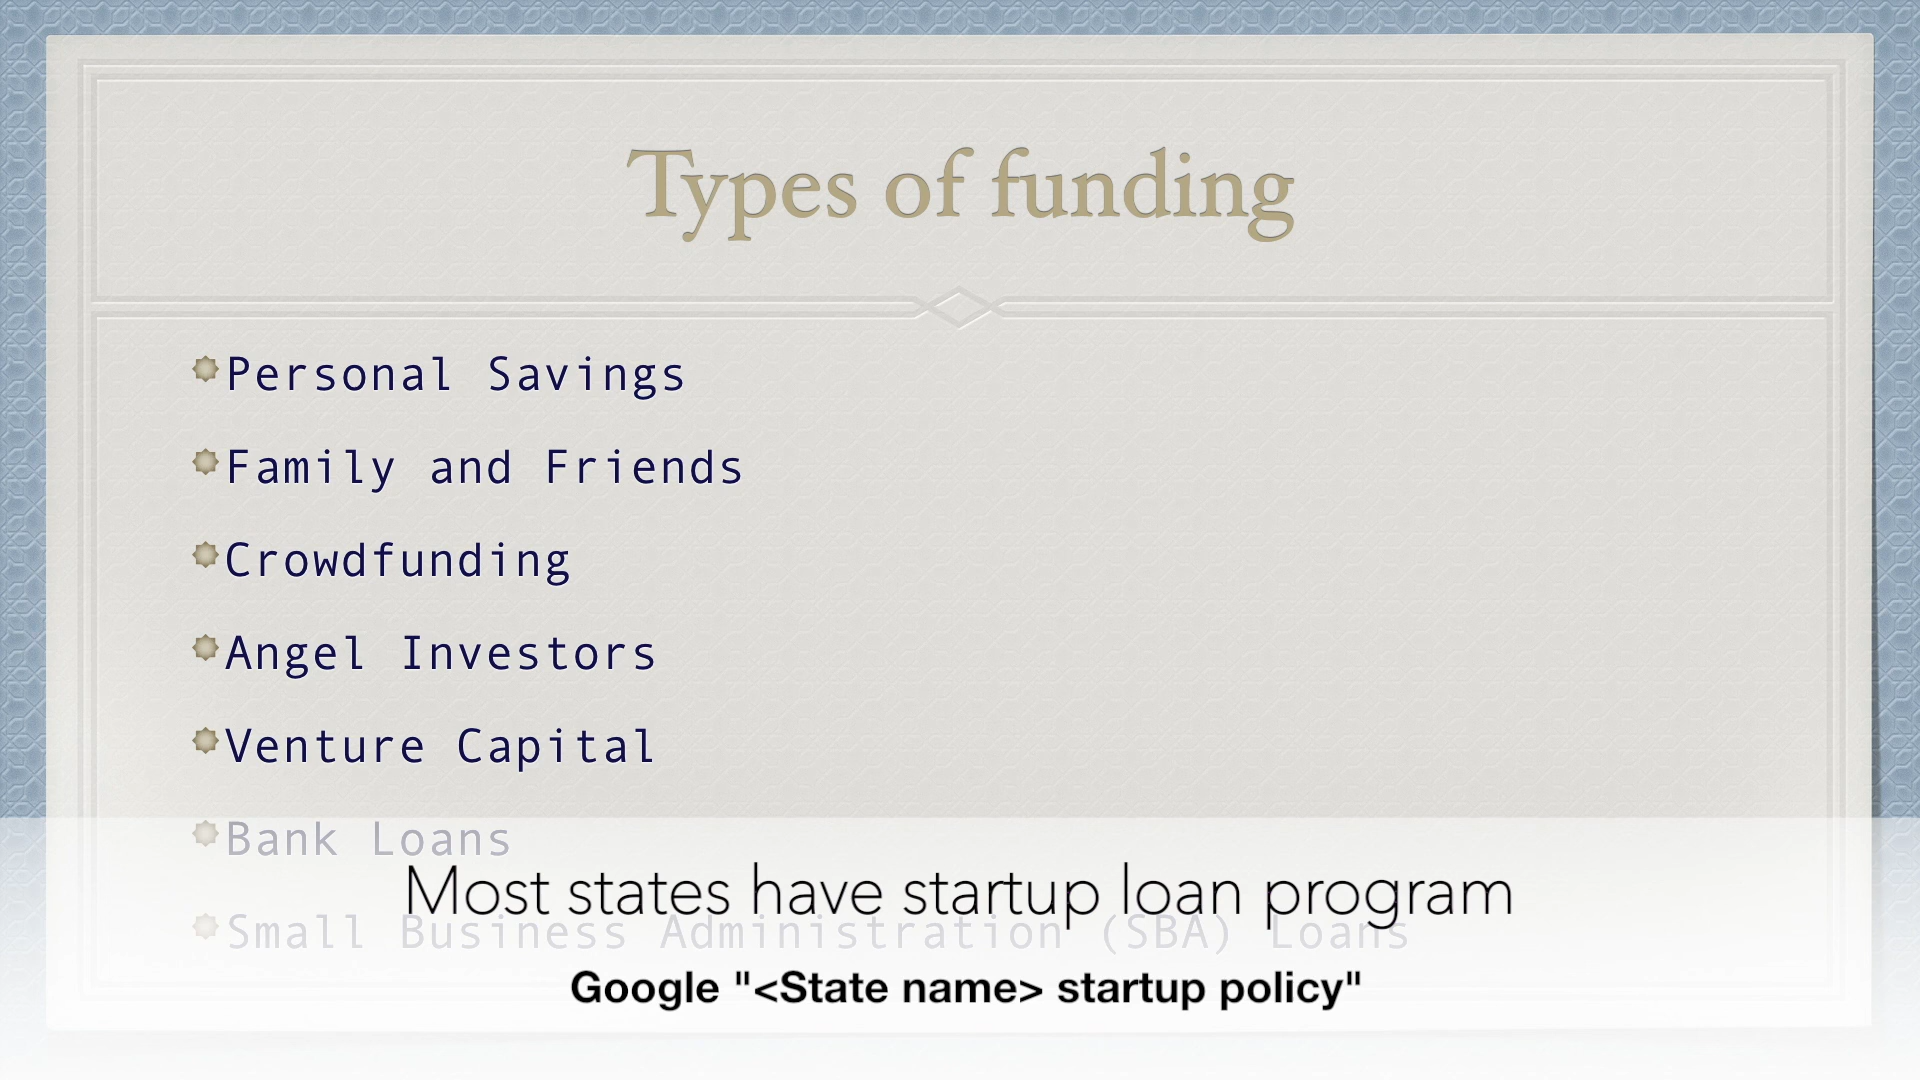 Types of funding
Personal Savings
Family and Friends
Crowdfunding
Angel Investors
Venture Capital
Bank Loans
Most states have startup loan program
Small Business Administration (SBA) Loans
Google "<State name> startup policy"